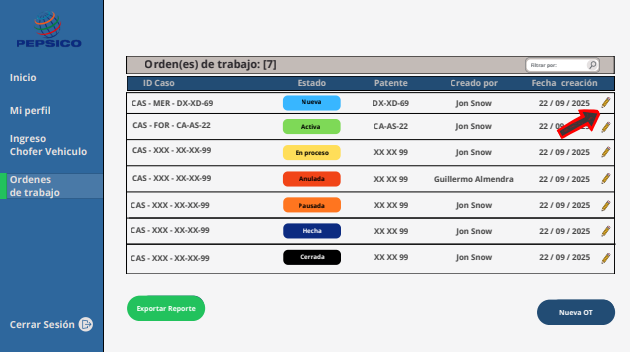 PEPSICO
Inicio
Mi perfil
Ingreso
Chofer Vehiculo
Ordenes
de trabajo
Cerrar Sesión
Orden(es) de trabajo: [7]
Filtrar por:
ID Caso Estado Patente Creado por Fecha creación
CAS - MER - DX-XD-69 Nueva DX-XD-69 Jon Snow 22 / 09 / 2025
CAS - FOR - CA-AS-22 Activa CA-AS-22 Jon Snow 22 / 09
CAS - XXX - XX-XX-99 En proceso XX XX 99 Jon Snow 22 / 09 / 2025
CAS - XXX - XX-XX-99 Anulada XX XX 99 Guillermo Almendra 22 / 09 / 2025
CAS - XXX - XX-XX-99 Pausada XX XX 99 Jon Snow 22 / 09 / 2025
CAS - XXX - XX-XX-99 Hecha XX XX 99 Jon Snow 22 / 09 / 2025
CAS - XXX - XX-XX-99 Cerrada XX XX 99 Jon Snow 22 / 09 / 2025
Exportar Reporte
Nueva OT